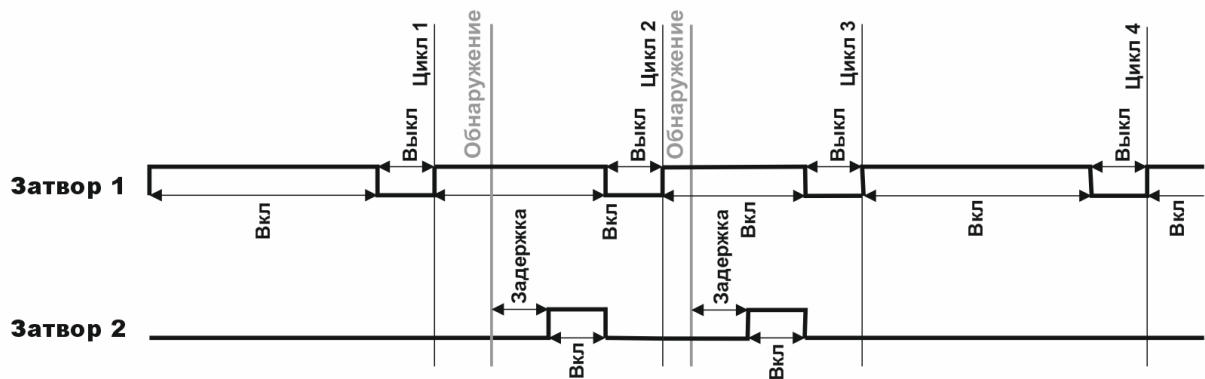 Цикл 1
Обнаружение
Цикл 2
Обнаружение
Цикл 3
Цикл 4
Выкл
Выкл
Выкл
Выкл
Затвор 1
Вкл
Вкл
Вкл
Вкл
Вкл
Задержка
Задержка
Затвор 2
Вкл
Вкл